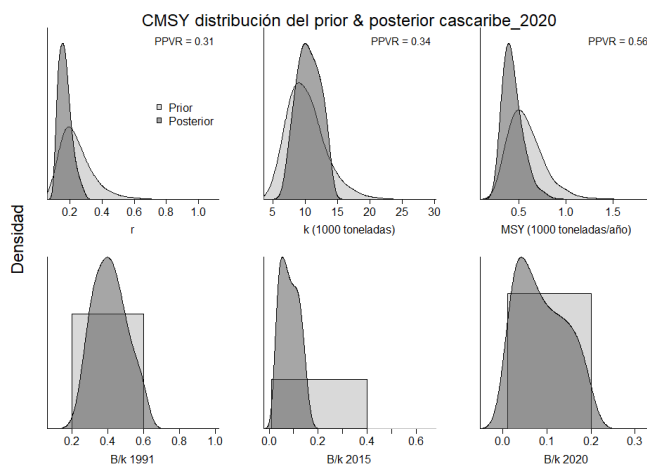 CMSY distribución del prior & posterior cascaribe_2020
PPVR = 0.31
PPVR = 0.34
PPVR = 0.56
Prior
Posterior
0.2 0.4 0.6 0.8 1.0
r
5 10 15 20 25 30
k (1000 toneladas)
0.5 1.0 1.5
MSY (1000 toneladas/año)
Densidad
0.2 0.4 0.6 0.8 1.0
B/k 1991
0.0 0.2 0.4 0.6
B/k 2015
0.0 0.1 0.2 0.3
B/k 2020